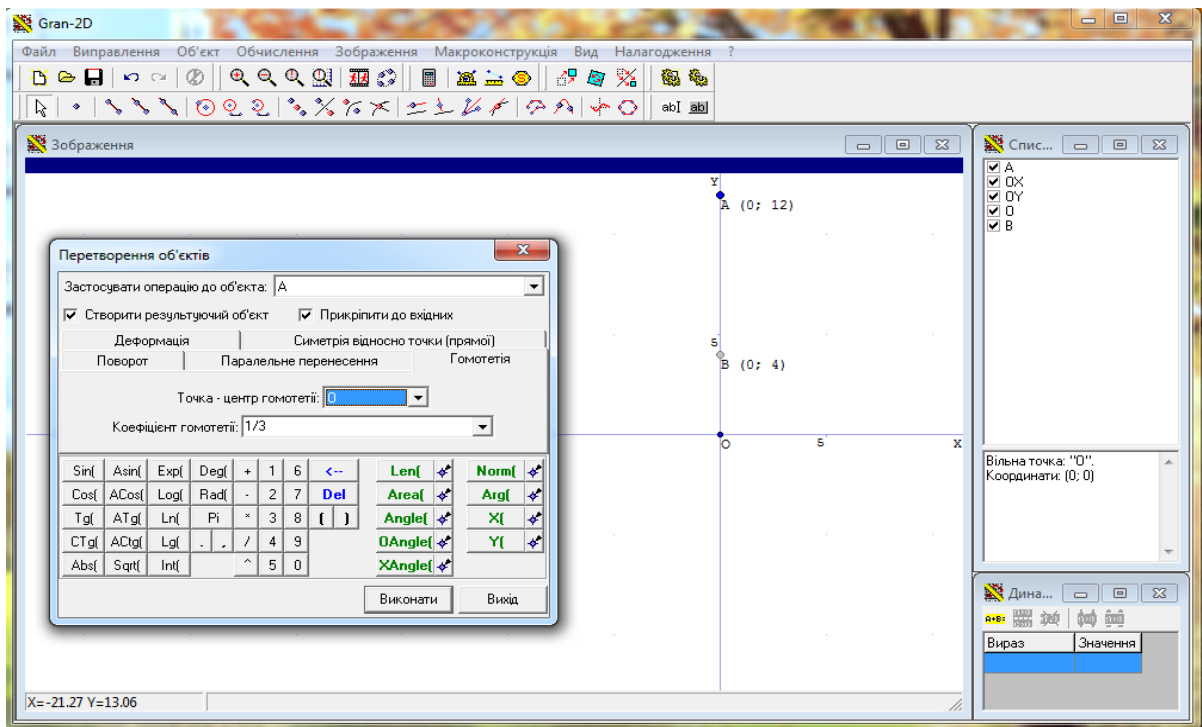 Gran-2D
Файл Виправлення Об'єкт Обчислення Зображення Макроконструкція Вид Налагодження ?
abI ab|
Зображення
Y
A (0; 12)
5
B (0; 4)
O 5 X
Перетворення об'єктів
Застосувати операцію до об'єкта: A
Створити результуючий об'єкт Прикріпити до вхідних
Деформація Симетрія відносно точки (прямої)
Поворот Паралельне перенесення Гомотетія
Точка - центр гомотетії: O
Коефіцієнт гомотетії: 1/3
Sin( Asin( Exp( Deg( + 1 6 <-- Len( Norm(
Cos( ACos( Log( Rad( - 2 7 Del Area( Arg(
Tg( ATg( Ln( Pi * 3 8 ( ) Angle( X(
CTg( ACtg( Lg( . , / 4 9 OAngle( Y(
Abs( Sqrt( Int( ^ 5 0 XAngle(
Виконати Вихід
X=-21.27 Y=13.06
Спис...
A
OX
OY
O
B
Вільна точка: "O".
Координати: (0; 0)
Дина...
A+B=
Вираз Значення